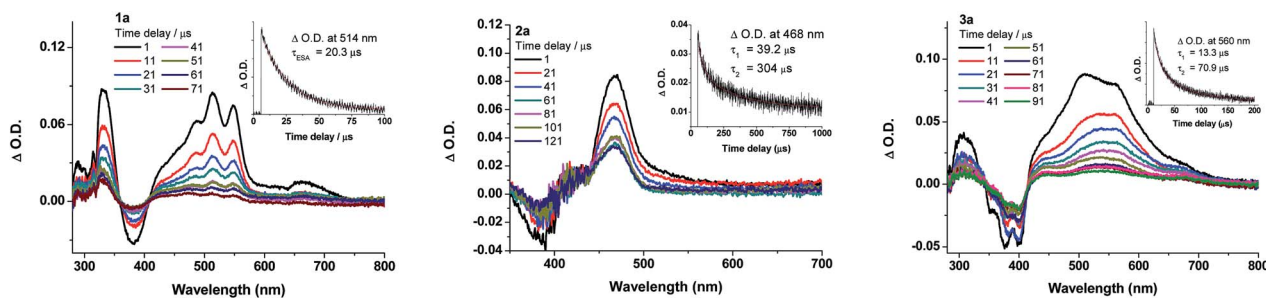 1a
Time delay / μs
1
41
11
51
21
61
31
71
Δ O.D. at 514 nm
τESA = 20.3 μs
Δ O.D.
0 25 50 75 100
Time delay / μs
0.12
0.08
0.04
0.00
Δ O.D.
300 400 500 600 700 800
Wavelength (nm)
2a
Time delay / μs
1
21
41
61
81
101
121
Δ O.D. at 468 nm
τ1 = 39.2 μs
τ2 = 304 μs
0.04
0.03
0.02
0.01
Δ O.D.
0 250 500 750 1000
Time delay (μs)
0.12
0.10
0.08
0.06
0.04
0.02
0.00
-0.02
-0.04
Δ O.D.
400 500 600 700
Wavelength (nm)
3a
Time delay / μs
1
51
11
61
21
71
31
81
41
91
Δ O.D at 560 nm
τ1 = 13.3 μs
τ2 = 70.9 μs
Δ O.D.
0 50 100 150 200
Time delay (μs)
0.10
0.05
0.00
-0.05
Δ O.D.
300 400 500 600 700 800
Wavelength (nm)